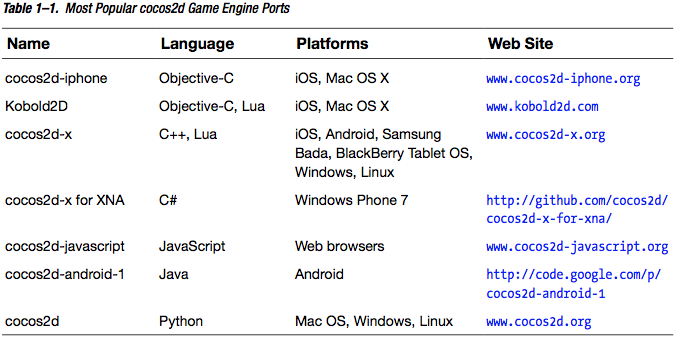 Table 1–1. Most Popular cocos2d Game Engine Ports
Name Language Platforms Web Site
cocos2d-iphone Objective-C iOS, Mac OS X www.cocos2d-iphone.org
Kobold2D Objective-C, Lua iOS, Mac OS X www.kobold2d.com
cocos2d-x C++, Lua iOS, Android, Samsung www.cocos2d-x.org
Bada, BlackBerry Tablet OS,
Windows, Linux
cocos2d-x for XNA C# Windows Phone 7 http://github.com/cocos2d/
cocos2d-x-for-xna/
cocos2d-javascript JavaScript Web browsers www.cocos2d-javascript.org
cocos2d-android-1 Java Android http://code.google.com/p/
cocos2d-android-1
cocos2d Python Mac OS, Windows, Linux www.cocos2d.org